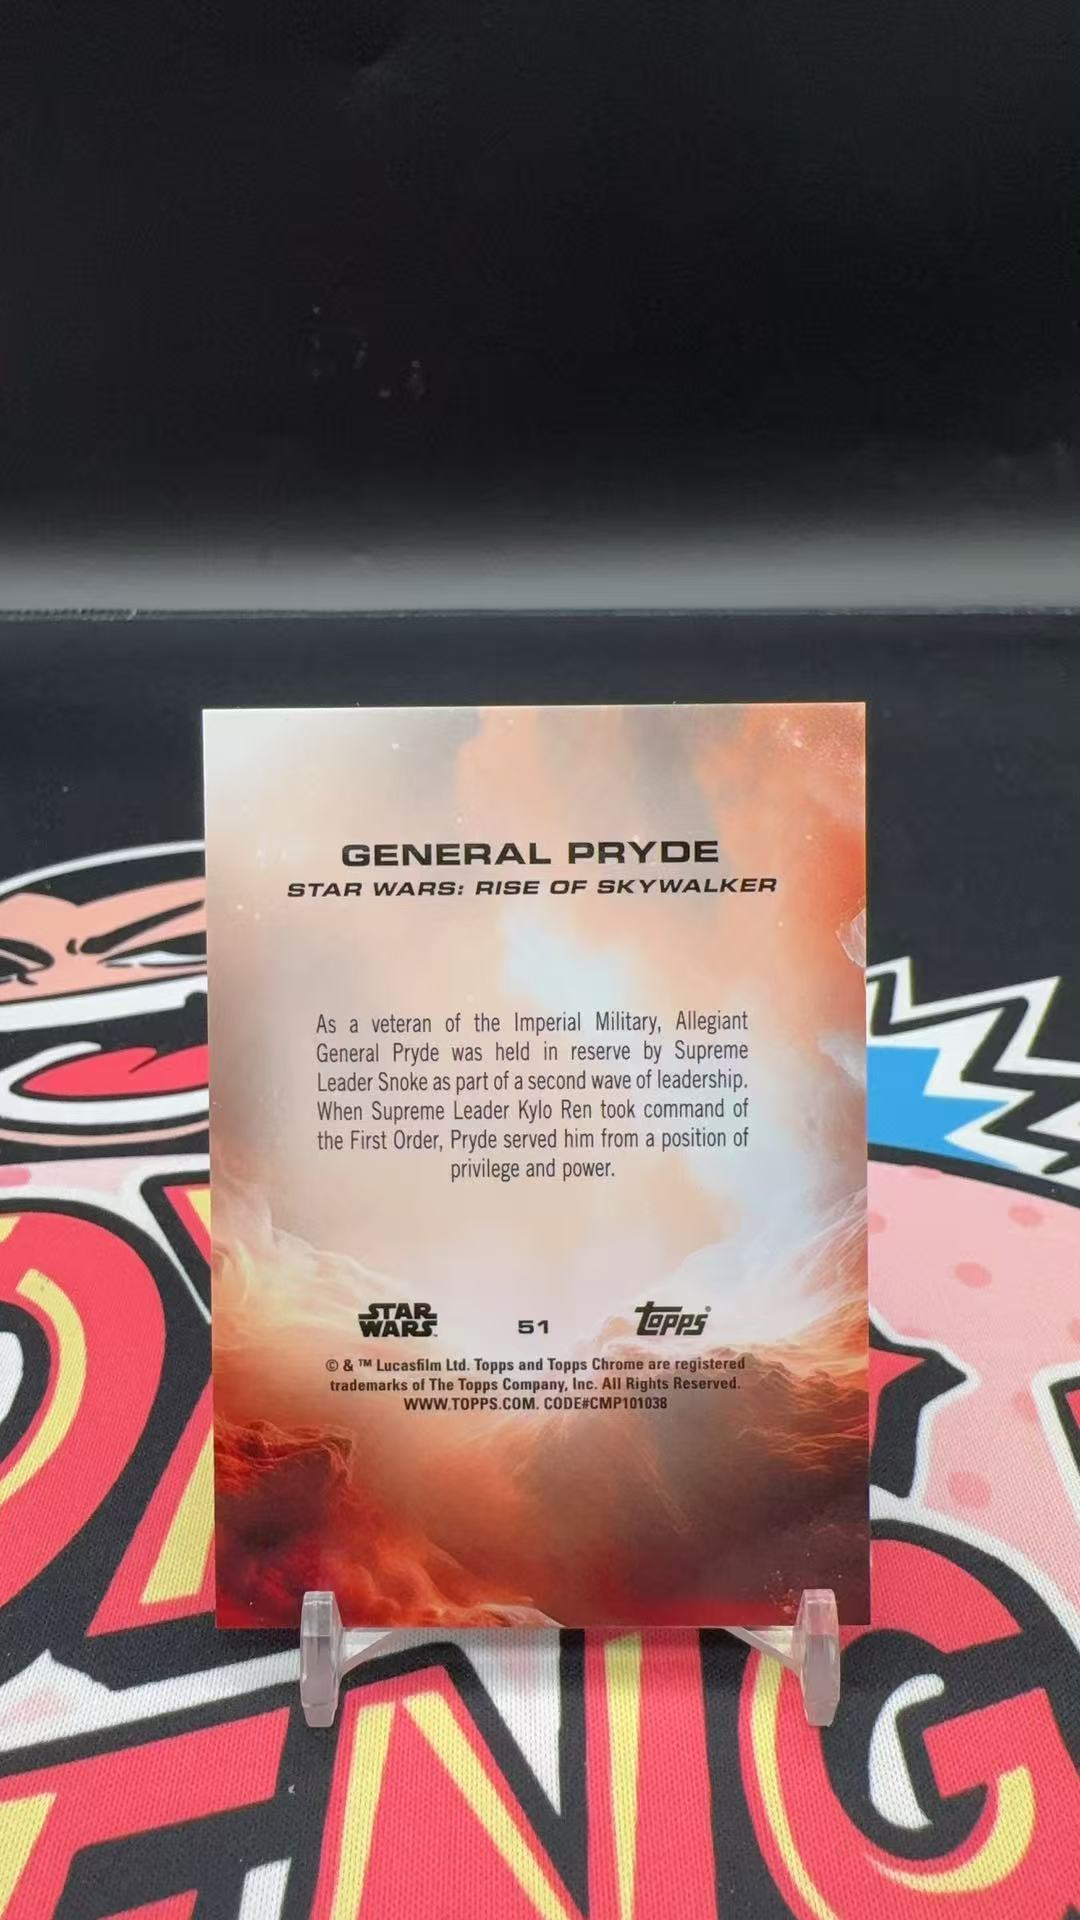 GENERAL PRYDE
STAR WARS: RISE OF SKYWALKER
As a veteran of the Imperial Military, Allegiant
General Pryde was held in reserve by Supreme
Leader Snoke as part of a second wave of leadership.
When Supreme Leader Kylo Ren took command of
the First Order, Pryde served him from a position of
privilege and power.
STAR WARS™ 51 Topps®
© & ™ Lucasfilm Ltd. Topps and Topps Chrome are registered
trademarks of The Topps Company, Inc. All Rights Reserved.
WWW.TOPPS.COM. CODE#CMP101038